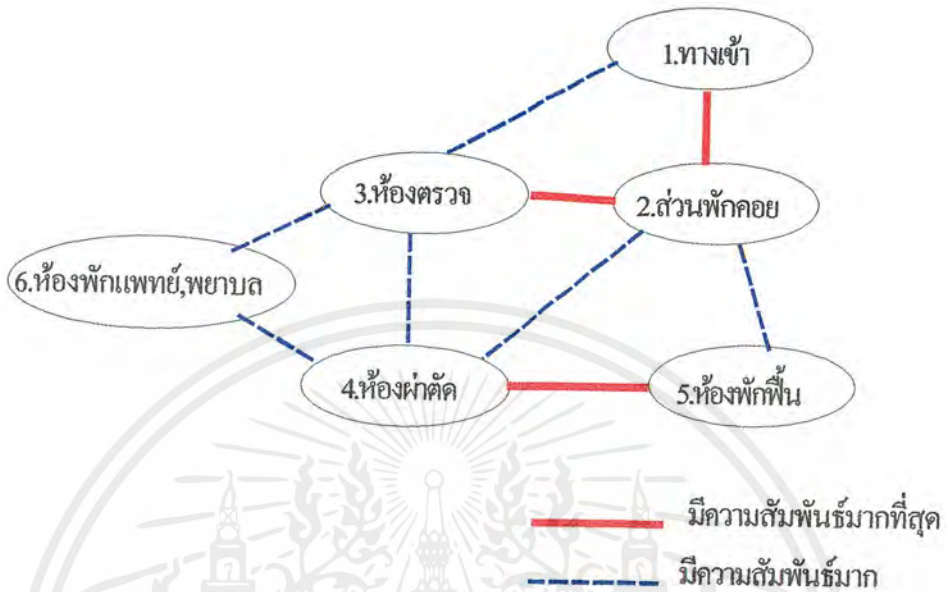 1.ทางเข้า
3.ห้องตรวจ
2.ส่วนพักคอย
6.ห้องพักแพทย์,พยาบาล
4.ห้องผ่าตัด
5.ห้องพักฟื้น
มีความสัมพันธ์มากที่สุด
มีความสัมพันธ์มาก